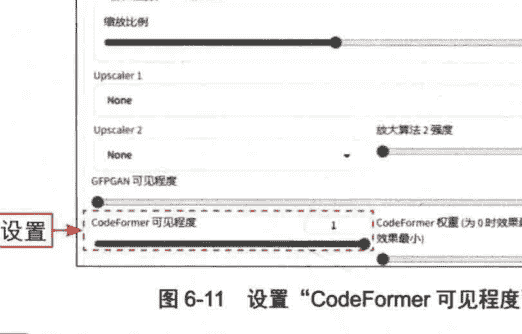 缩放比例
Upscaler 1
None
Upscaler 2
放大算法 2 强度
None
GFPGAN 可见程度
CodeFormer 可见程度
1
CodeFormer 权重 (为 0 时效果
效果最小)
设置
图 6-11 设置“CodeFormer 可见程度